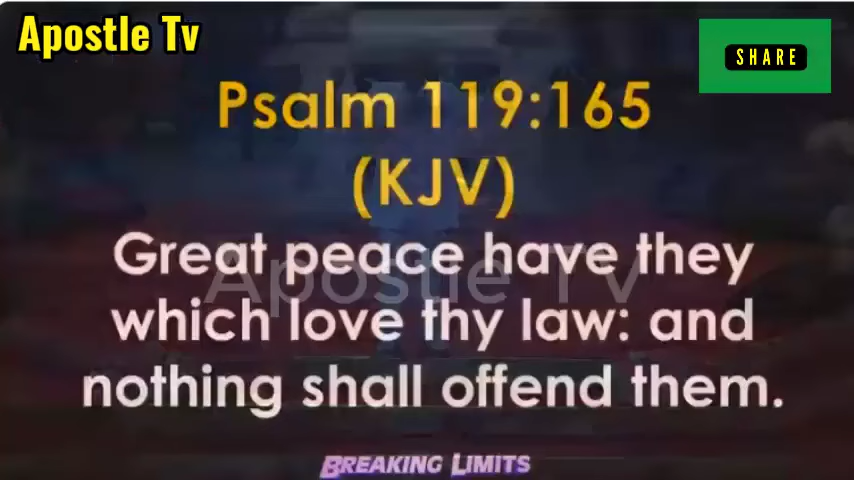 Apostle Tv
SHARE
Psalm 119:165
(KJV)
Great peace have they
Apostle TV
which love thy law: and
nothing shall offend them.
BREAKING LIMITS